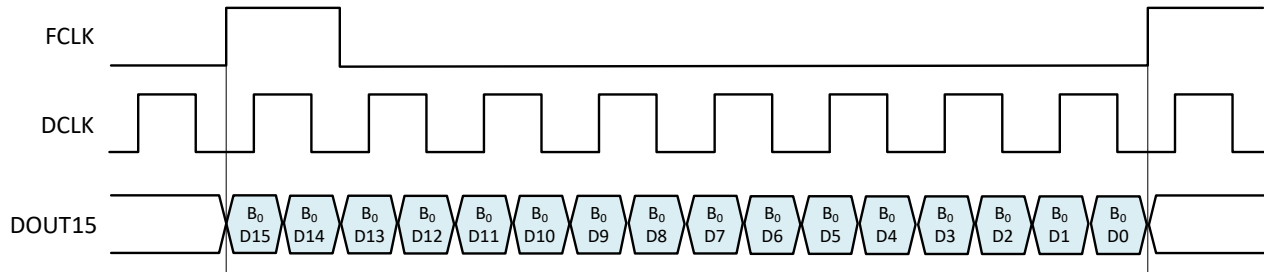 FCLK
DCLK
DOUT15
B0 B0 B0 B0 B0 B0 B0 B0 B0 B0 B0 B0 B0 B0 B0 B0
D15 D14 D13 D12 D11 D10 D9 D8 D7 D6 D5 D4 D3 D2 D1 D0